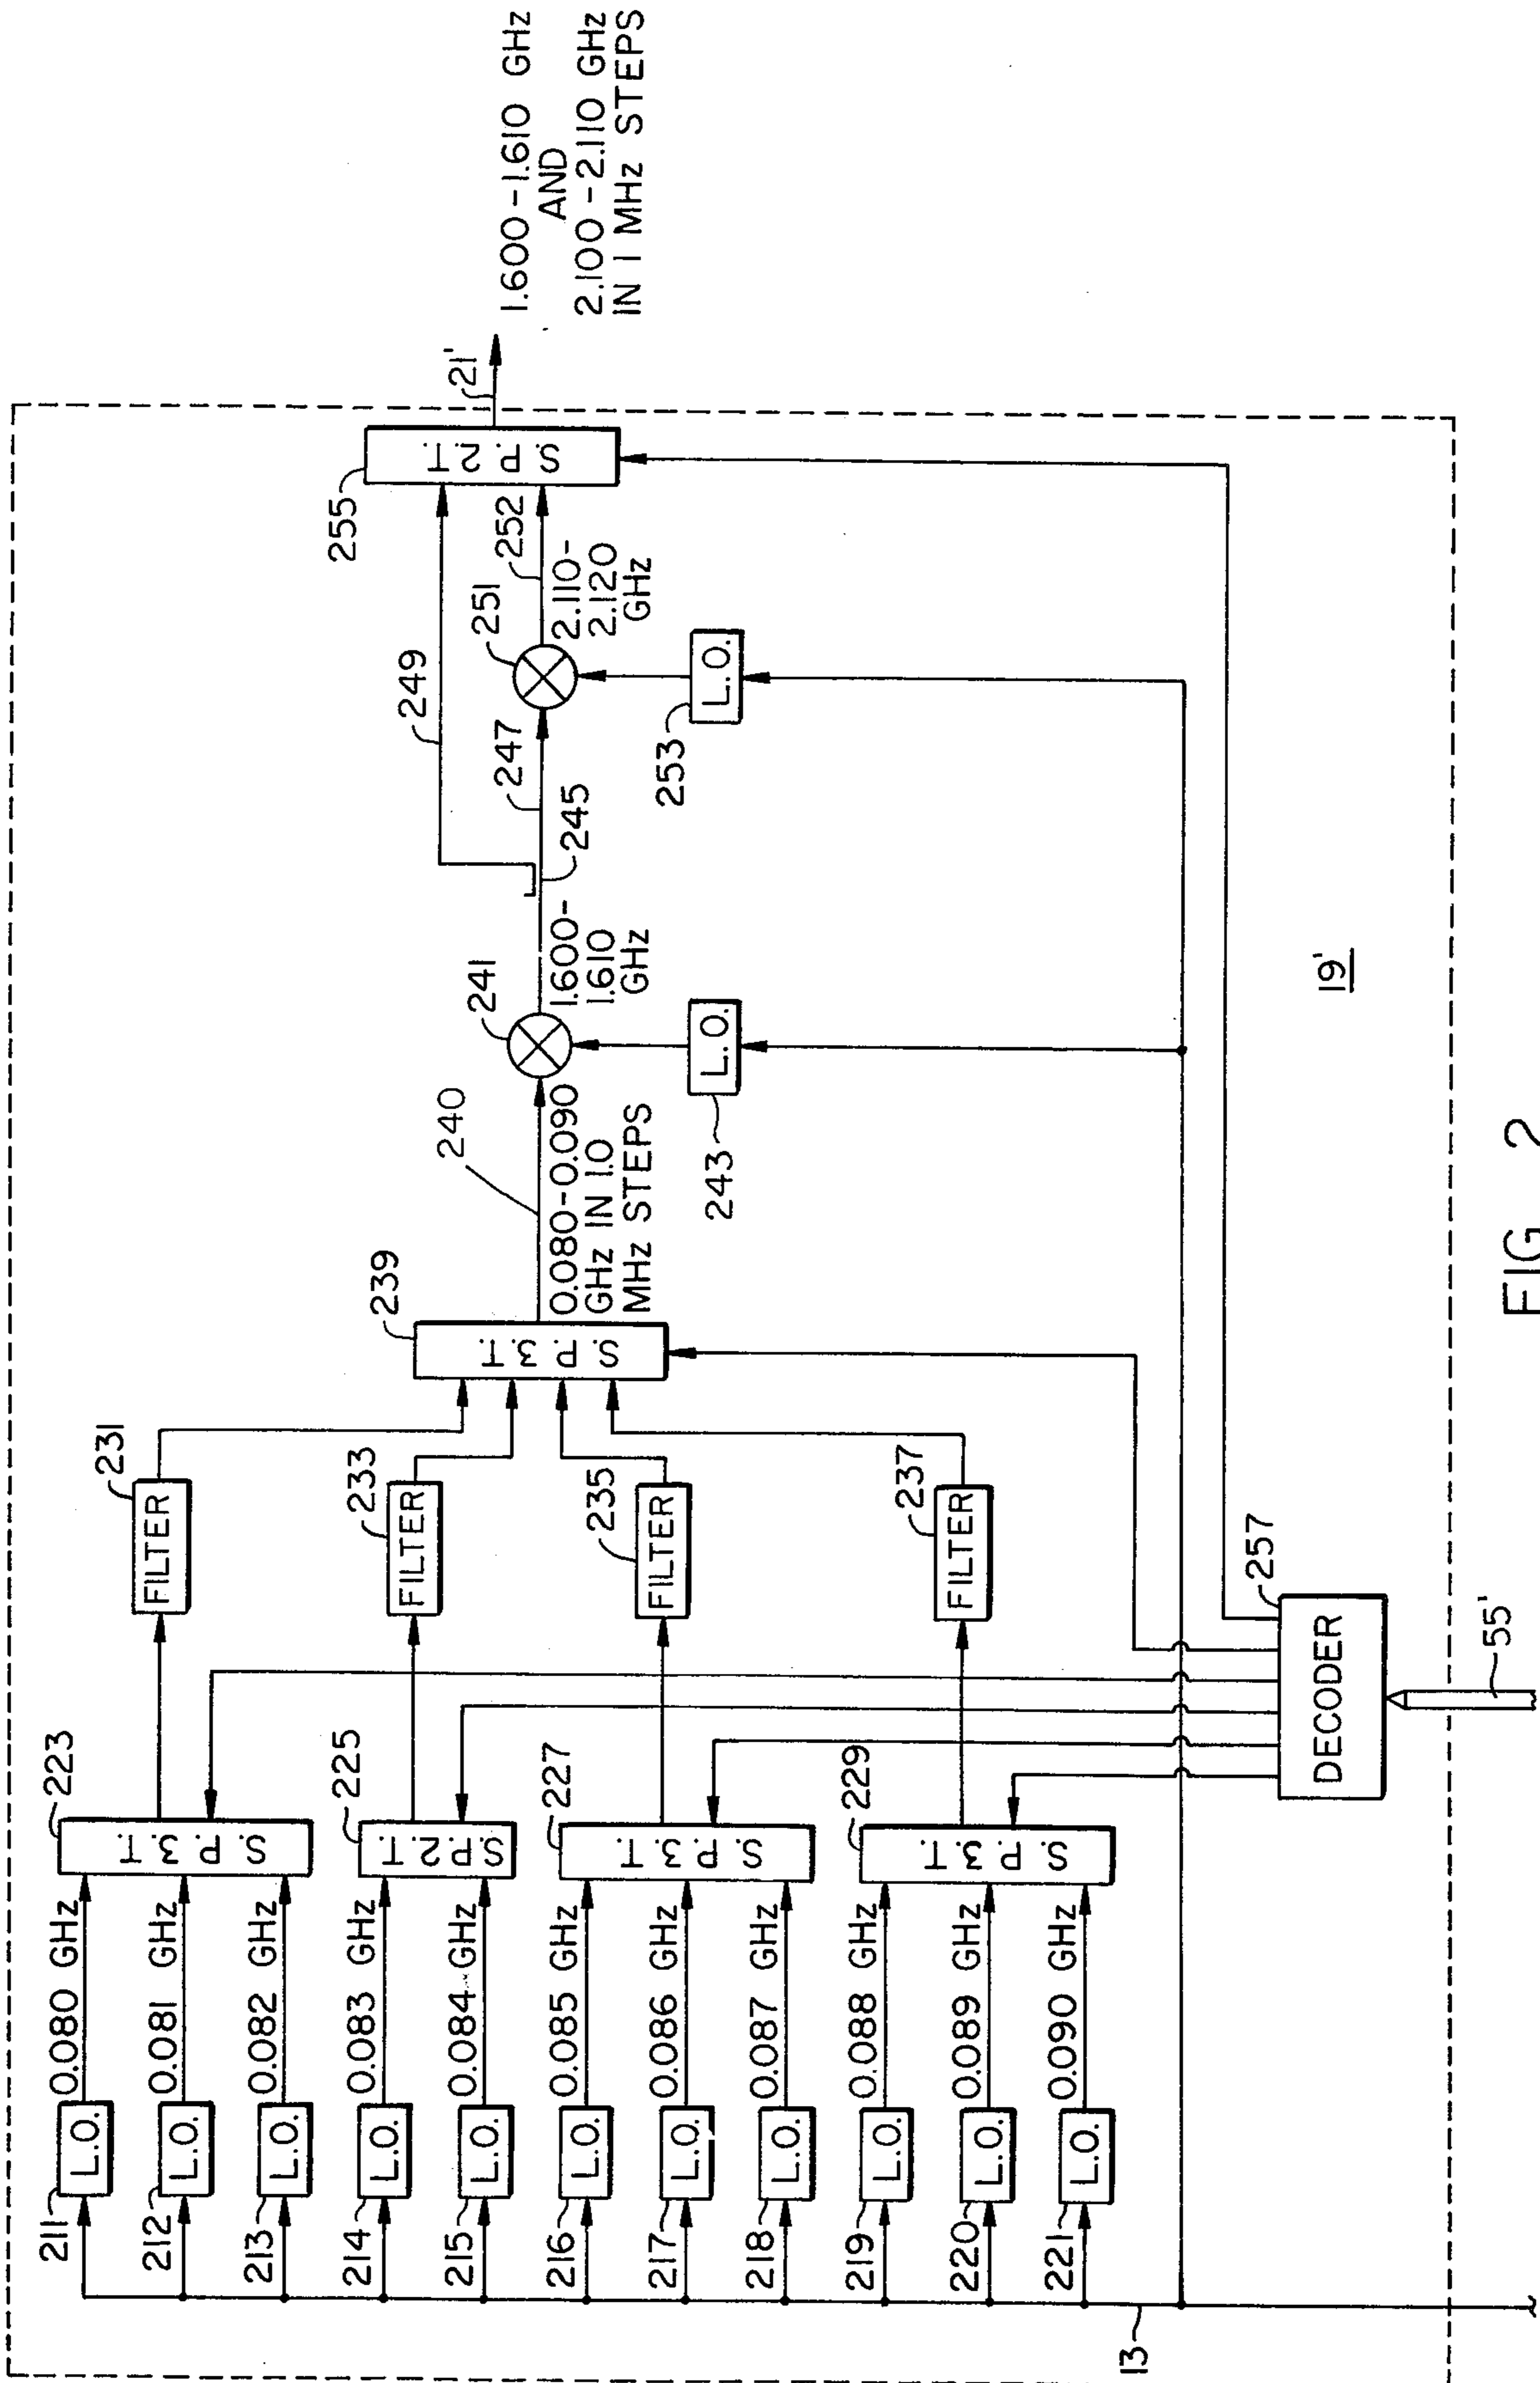 211
L.O.
0.080 GHz
212
L.O.
0.081 GHz
213
L.O.
0.082 GHz
214
L.O.
0.083 GHz
215
L.O.
0.084 GHz
216
L.O.
0.085 GHz
217
L.O.
0.086 GHz
218
L.O.
0.087 GHz
219
L.O.
0.088 GHz
220
L.O.
0.089 GHz
221
L.O.
0.090 GHz
13
223
S.P.3.T.
225
S.P.2.T.
227
S.P.3.T.
229
S.P.3.T.
231
FILTER
233
FILTER
235
FILTER
237
FILTER
257
DECODER
55'
239
S.P.3.T.
240
0.080-0.090
GHz IN 1.0
MHz STEPS
241
243
L.O.
1.600-
1.610
GHz
245
247
249
251
253
L.O.
252
2.110-
2.120
GHz
255
S.P.2.T.
21'
1.600-1.610 GHz
AND
2.100-2.110 GHz
IN 1 MHz STEPS
19'
FIG 2